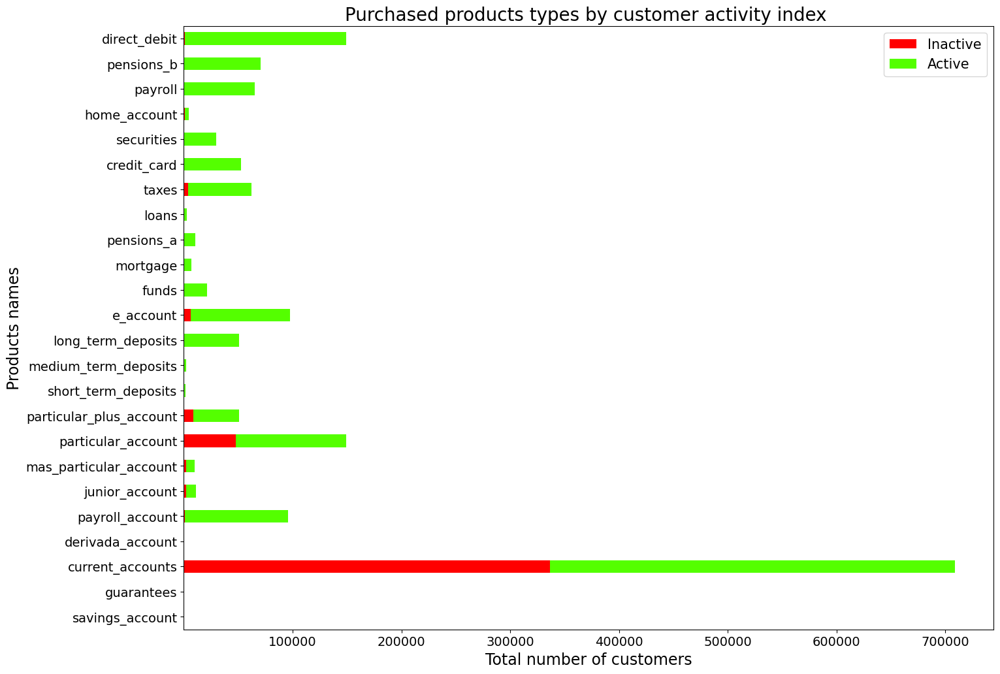 Purchased products types by customer activity index
Inactive
Active
Products names
direct_debit
pensions_b
payroll
home_account
securities
credit_card
taxes
loans
pensions_a
mortgage
funds
e_account
long_term_deposits
medium_term_deposits
short_term_deposits
particular_plus_account
particular_account
mas_particular_account
junior_account
payroll_account
derivada_account
current_accounts
guarantees
savings_account
100000 200000 300000 400000 500000 600000 700000
Total number of customers